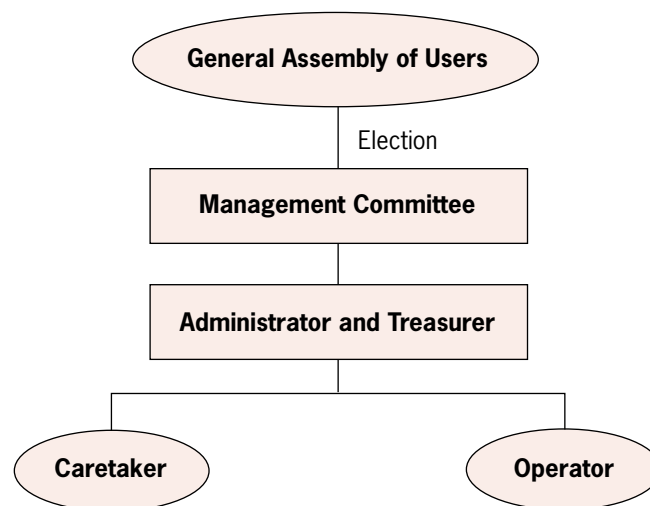 General Assembly of Users
Election
Management Committee
Administrator and Treasurer
Caretaker
Operator